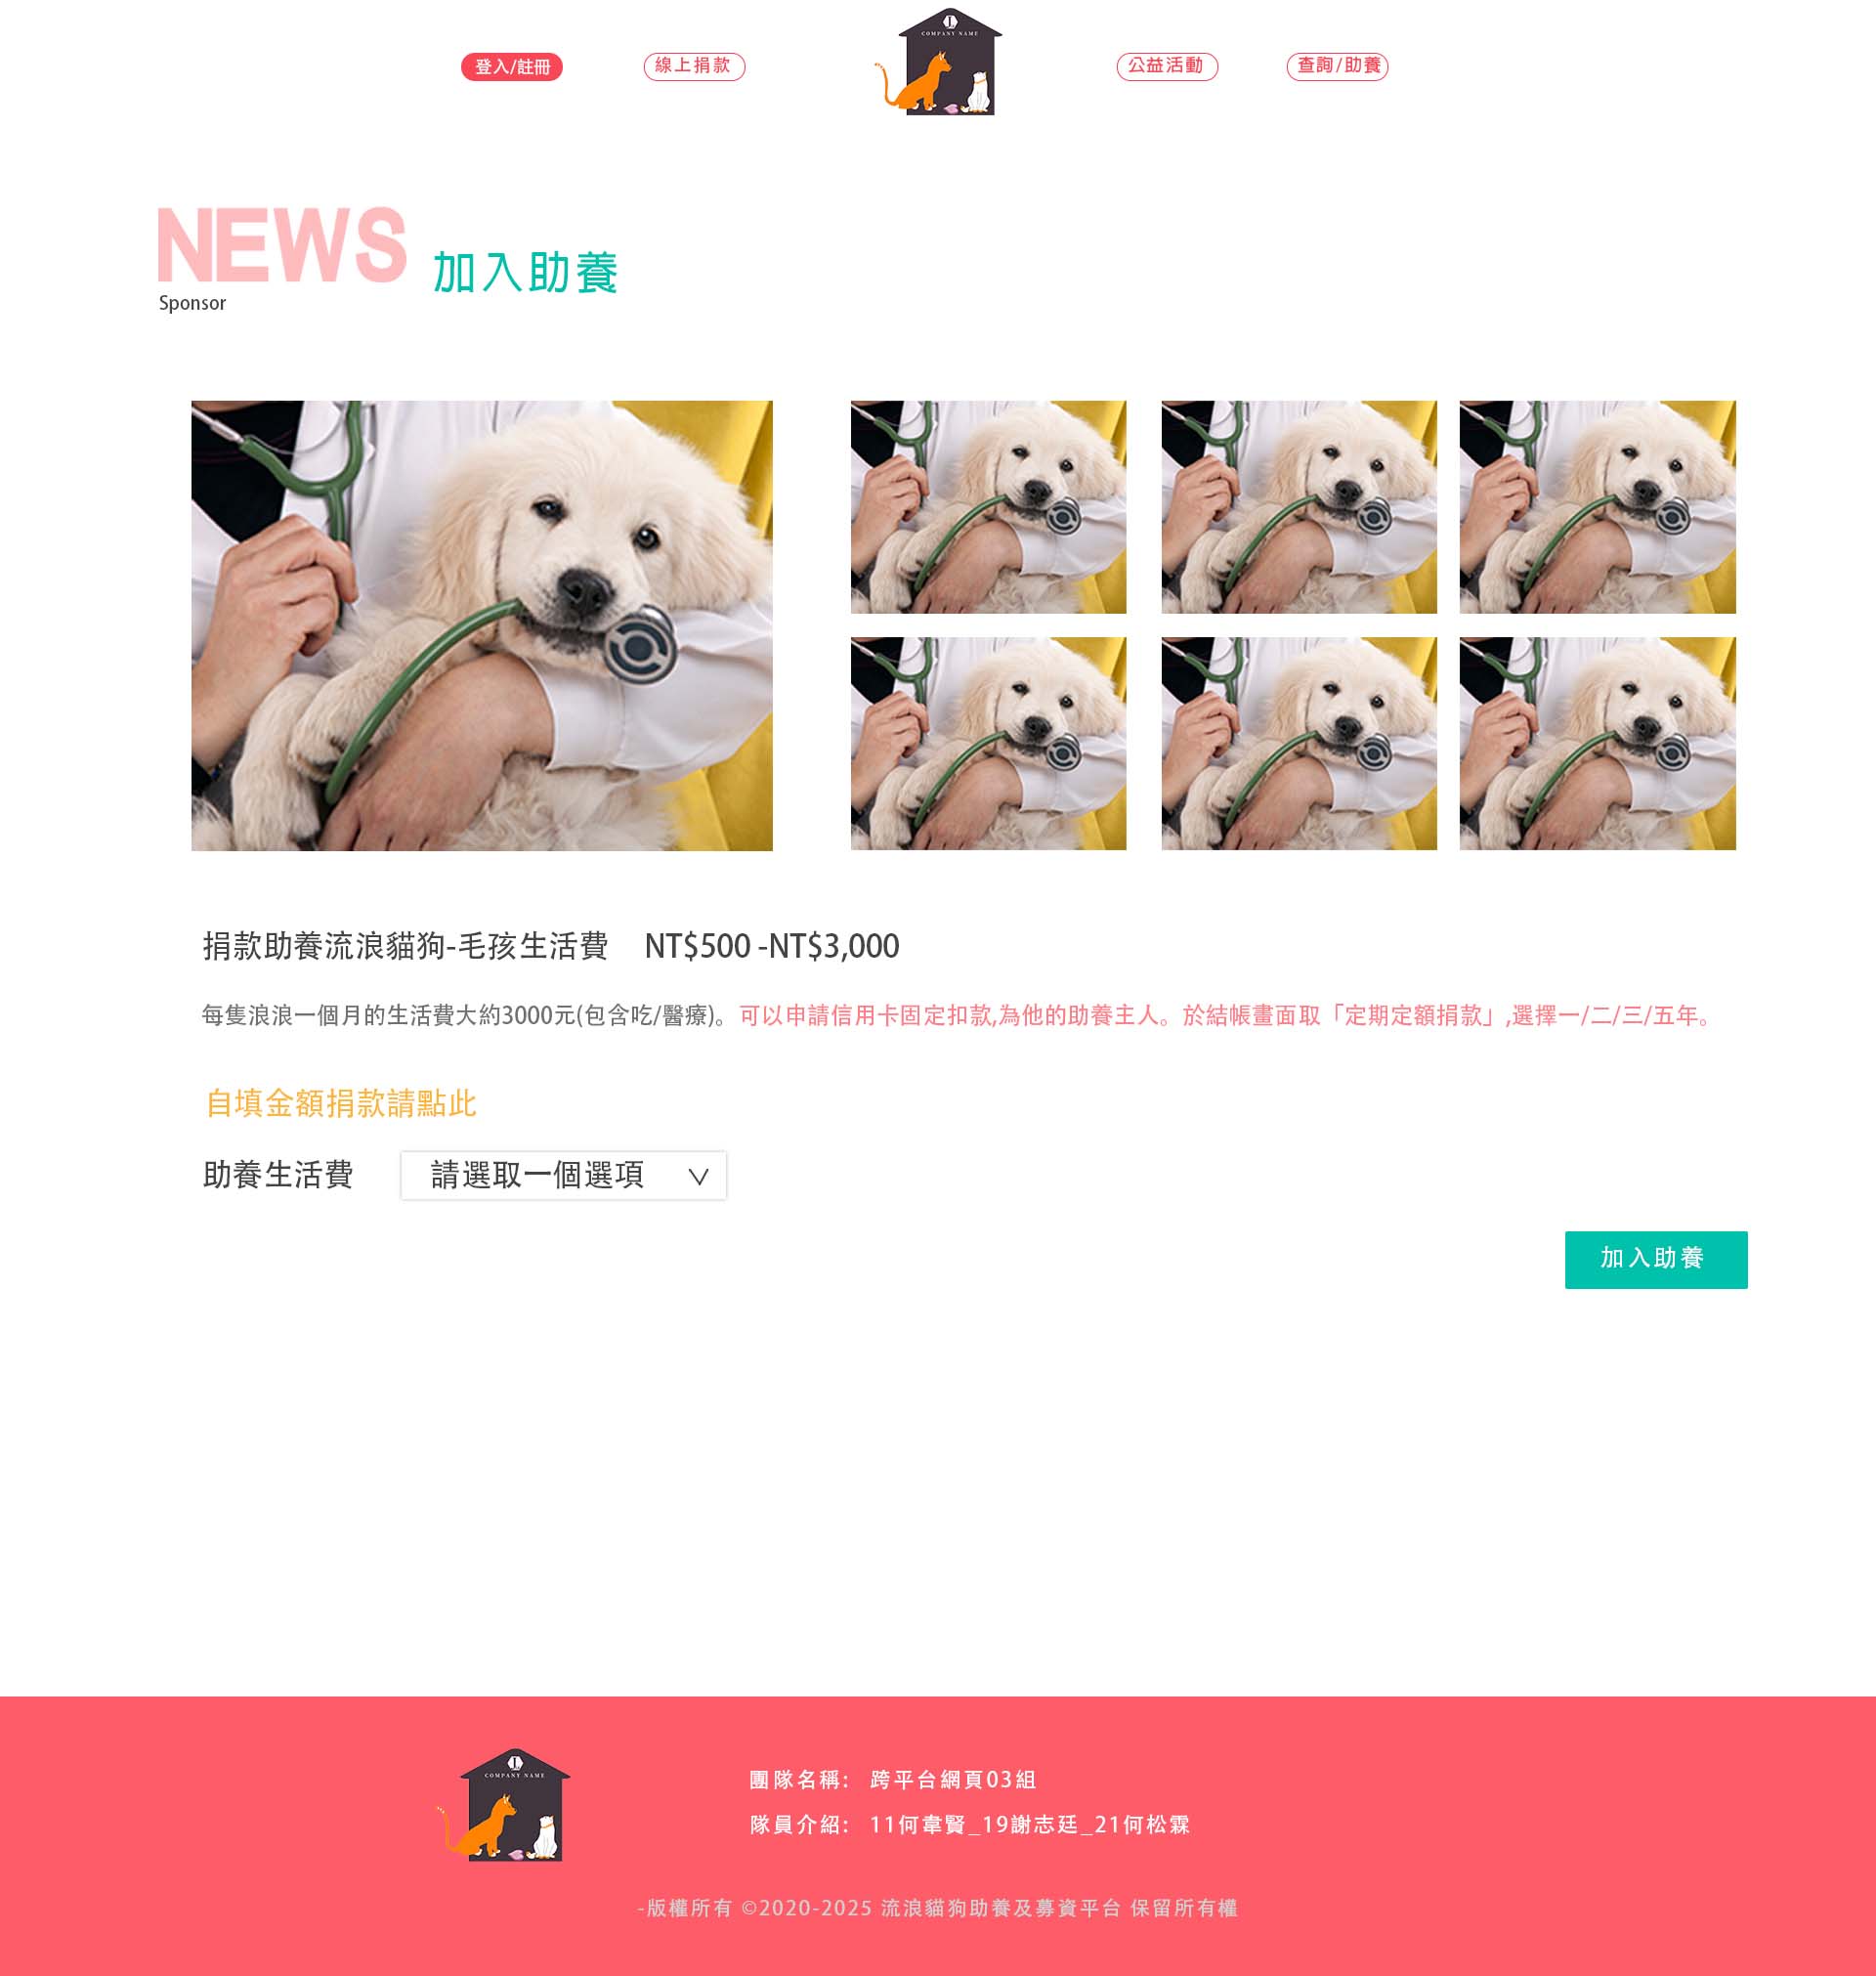 登入/註冊
線上捐款
L
COMPANY NAME
公益活動
查詢/助養
NEWS 加入助養
Sponsor
捐款助養流浪貓狗-毛孩生活費 NT$500 -NT$3,000
每隻浪浪一個月的生活費大約3000元(包含吃/醫療)。可以申請信用卡固定扣款,為他的助養主人。於結帳畫面取「定期定額捐款」,選擇一/二/三/五年。
自填金額捐款請點此
助養生活費 請選取一個選項
加入助養
L
COMPANY NAME
團隊名稱: 跨平台網頁03組
隊員介紹: 11何韋賢_19謝志廷_21何松霖
-版權所有 ©2020-2025 流浪貓狗助養及募資平台 保留所有權